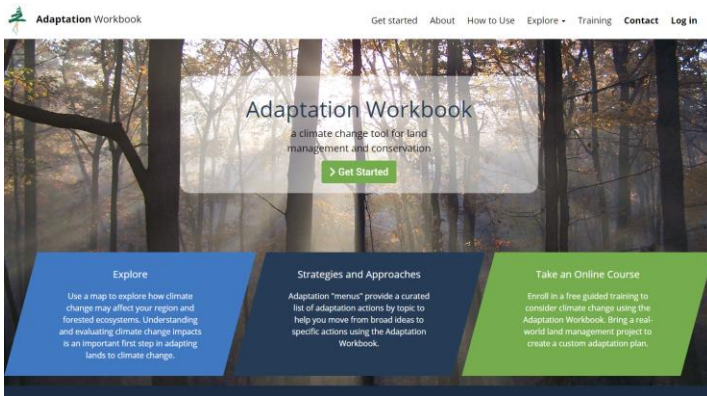 Adaptation Workbook
Get started About How to Use Explore Training Contact Log in
Adaptation Workbook
a climate change tool for land
management and conservation
Get Started
Explore
Use a map to explore how climate
change may affect your region and
forested ecosystems. Understanding
and evaluating climate change impacts
is an important first step in adapting
lands to climate change.
Strategies and Approaches
Adaptation "menus" provide a curated
list of adaptation actions by topic to
help you move from broad ideas to
specific actions using the Adaptation
Workbook.
Take an Online Course
Enroll in a free guided training to
consider climate change using the
Adaptation Workbook. Bring a real-
world land management project to
create a custom adaptation plan.